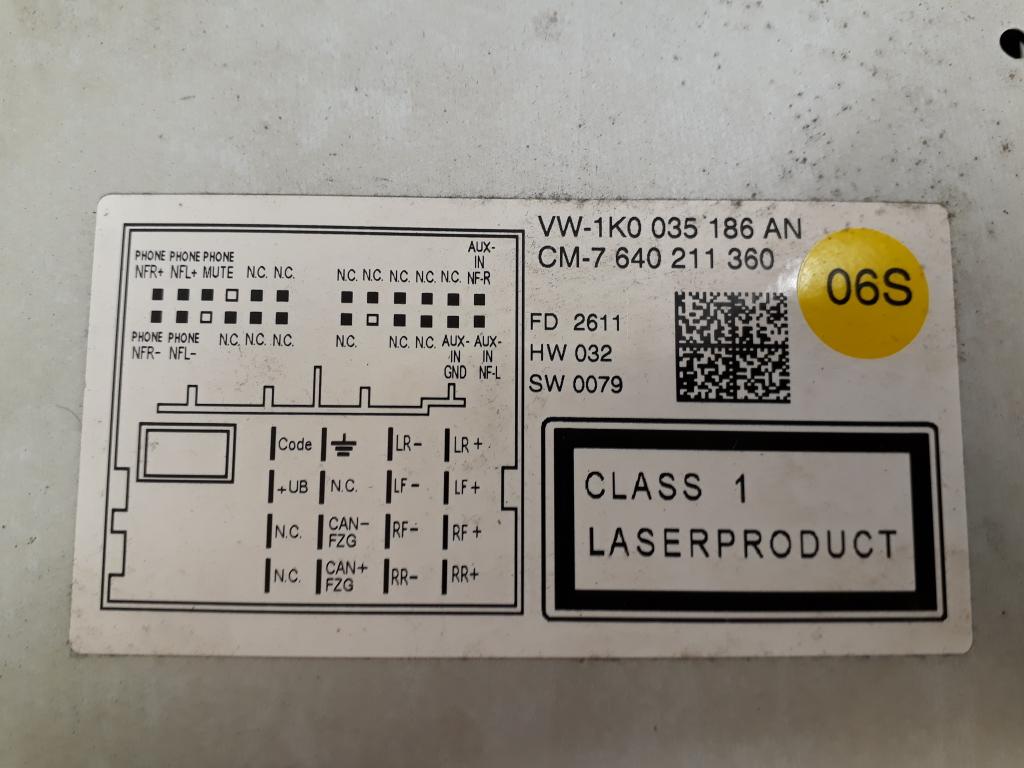 VW-1K0 035 186 AN
CM-7 640 211 360
06S
FD 2611
HW 032
SW 0079
PHONE PHONE PHONE
NFR+ NFL+ MUTE N.C. N.C.
N.C. N.C. N.C. N.C. N.C.
AUX-
IN
NF-R
PHONE PHONE
NFR- NFL-
N.C. N.C. N.C.
N.C. N.C. N.C.
AUX-
IN
GND
AUX-
IN
NF-L
Code LR- LR+
+UB N.C. LF- LF+
N.C. CAN-
FZG RF- RF+
N.C. CAN+
FZG RR- RR+
CLASS 1
LASERPRODUCT